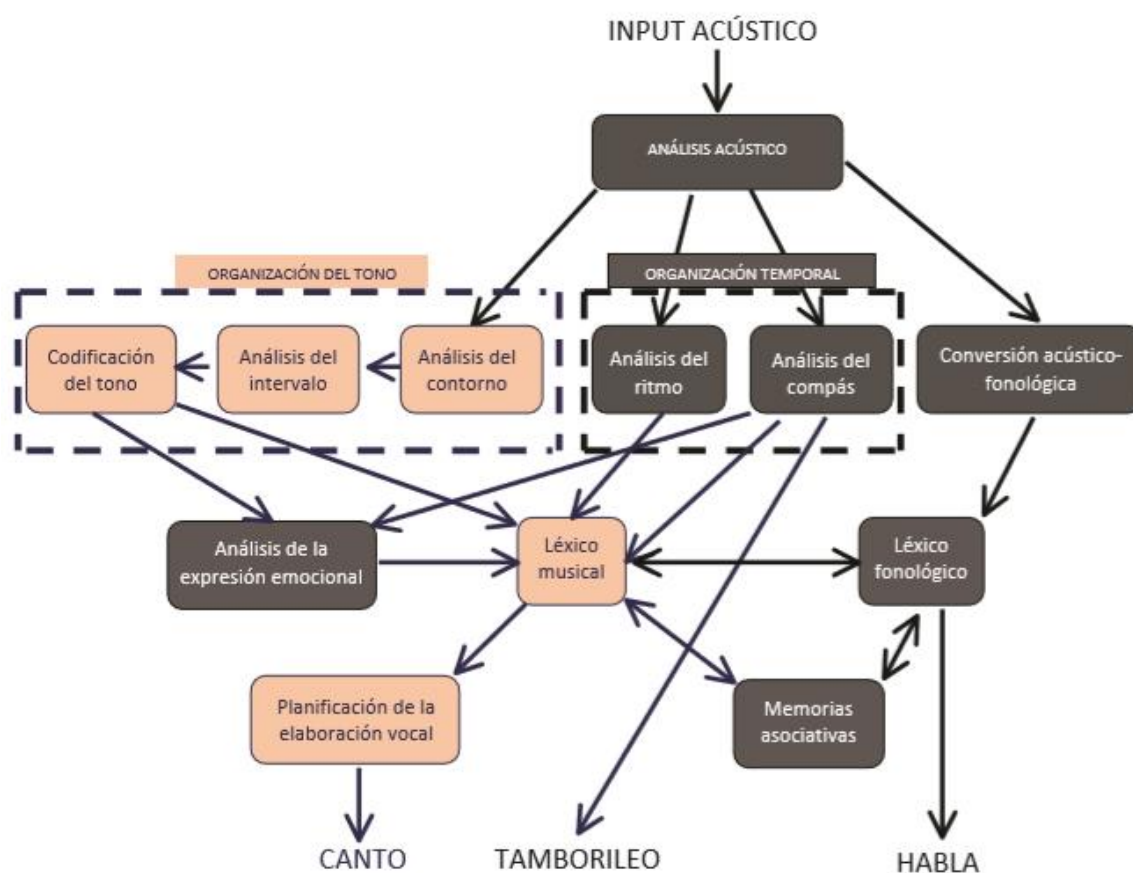 INPUT ACÚSTICO
ANÁLISIS ACÚSTICO
ORGANIZACIÓN DEL TONO
ORGANIZACIÓN TEMPORAL
Codificación
del tono
Análisis del
intervalo
Análisis del
contorno
Análisis del
ritmo
Análisis del
compás
Conversión acústico-
fonológica
Análisis de la
expresión emocional
Léxico
musical
Léxico
fonológico
Planificación de la
elaboración vocal
Memorias
asociativas
CANTO
TAMBORILEO
HABLA